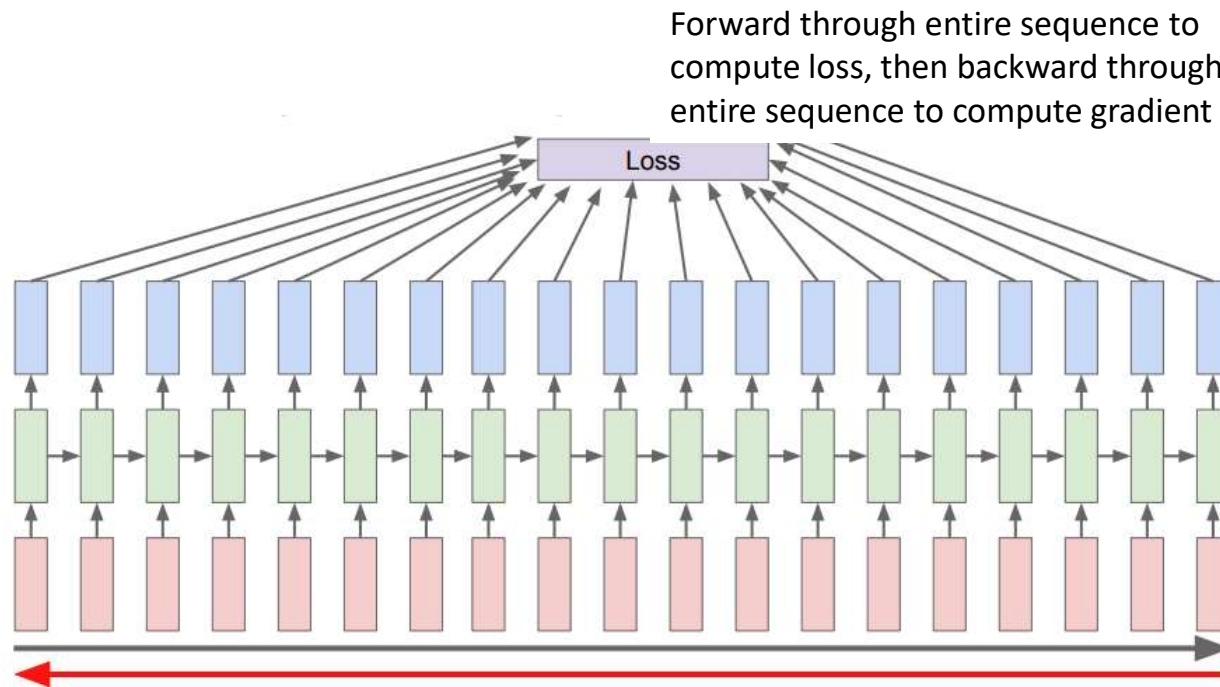 Forward through entire sequence to
compute loss, then backward through
entire sequence to compute gradient
Loss